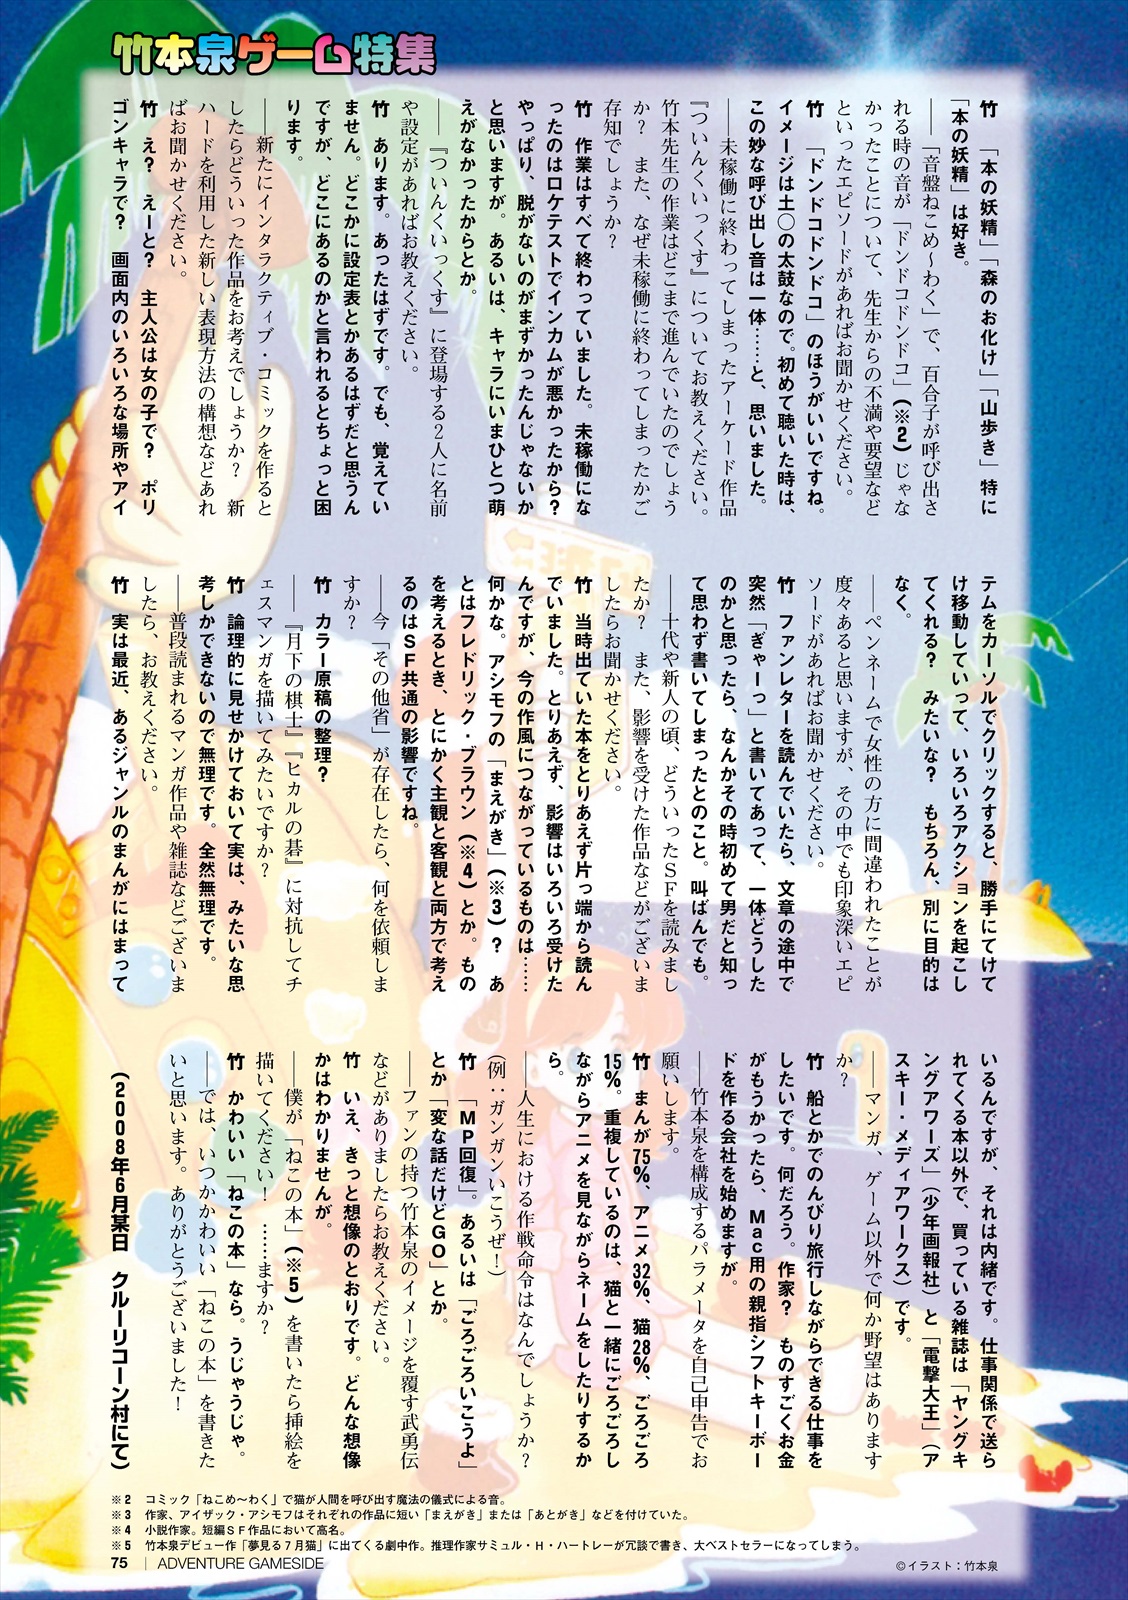 竹本泉ゲーム特集
竹　「本の妖精」「森のお化け」「山歩き」特に
「本の妖精」は好き。
――「音盤ねこめ～わく」で、百合子が呼び出さ
れる時の音が「ドンドコドンドコ」(※2) じゃな
かったことについて、先生からの不満や要望など
といったエピソードがあればお聞かせください。
竹　「ドンドコドンドコ」のほうがいいですね。
イメージは土〇の太鼓なので。初めて聴いた時は、
この妙な呼び出し音は一体……と、思いました。
――未稼働に終わってしまったアーケード作品
『ついんくいっくす』についてお教えください。
竹本先生の作業はどこまで進んでいたのでしょう
か？　また、なぜ未稼働に終わってしまったかご
存知でしょうか？
竹　作業はすべて終わっていました。未稼働にな
ったのはロケテストでインカムが悪かったから？
やっぱり、脱がないのがまずかったんじゃないか
と思いますが。あるいは、キャラにいまひとつ萌
えがなかったからとか。
――『ついんくいっくす』に登場する2人に名前
や設定があればお教えください。
竹　あります。あったはずです。でも、覚えてい
ません。どこかに設定表とかあるはずだと思うん
ですが、どこにあるのかと言われるとちょっと困
ります。
――新たにインタラクティブ・コミックを作ると
したらどういった作品をお考えでしょうか？　新
ハードを利用した新しい表現方法の構想などあれ
ばお聞かせください。
竹　え？　えーと？　主人公は女の子で？　ポリ
ゴンキャラで？　画面内のいろいろな場所やアイ
テムをカーソルでクリックすると、勝手にてけて
け移動していって、いろいろアクションを起こし
てくれる？　みたいな？　もちろん、別に目的は
なく。
――ペンネームで女性の方に間違われたことが
度々あると思いますが、その中でも印象深いエピ
ソードがあればお聞かせください。
竹　ファンレターを読んでいたら、文章の途中で
突然「ぎゃーっ」と書いてあって、一体どうした
のかと思ったら、なんかその時初めて男だと知っ
て思わず書いてしまったとのこと。叫ばんでも。
――十代や新人の頃、どういったSFを読みまし
たか？　また、影響を受けた作品などがございま
したらお聞かせください。
竹　当時出ていた本をとりあえず片っ端から読ん
でいました。とりあえず、影響はいろいろ受けた
んですが、今の作風につながっているものは……
何かな。アシモフの「まえがき」(※3)？　あ
とはフレドリック・ブラウン (※4) とか。もの
を考えるとき、とにかく主観と客観と両方で考え
るのはSF共通の影響ですね。
――今「その他省」が存在したら、何を依頼しま
すか？
竹　カラー原稿の整理？
――『月下の棋士』『ヒカルの碁』に対抗してチ
ェスマンガを描いてみたいですか？
竹　論理的に見せかけておいて実は、みたいな思
考しかできないので無理です。全然無理です。
――普段読まれるマンガ作品や雑誌などございま
したら、お教えください。
竹　実は最近、あるジャンルのまんがにはまって
いるんですが、それは内緒です。仕事関係で送ら
れてくる本以外で、買っている雑誌は「ヤングキ
ングアワーズ」(少年画報社) と「電撃大王」(ア
スキー・メディアワークス) です。
――マンガ、ゲーム以外で何か野望はあります
か？
竹　船とかでのんびり旅行しながらできる仕事を
したいです。何だろう。作家？　ものすごくお金
がもうかったら、Mac用の親指シフトキーボー
ドを作る会社を始めますが。
――竹本泉を構成するパラメータを自己申告でお
願いします。
竹　まんが75%、アニメ32%、猫28%、ごろごろ
15%。重複しているのは、猫と一緒にごろごろし
ながらアニメを見ながらネームをしたりするか
ら。
――人生における作戦命令はなんでしょうか？
(例：ガンガンいこうぜ！)
竹　「MP回復」。あるいは「ごろごろいこうよ」
とか「変な話だけどGO」とか。
――ファンの持つ竹本泉のイメージを覆す武勇伝
などがありましたらお教えください。
竹　いえ、きっと想像のとおりです。どんな想像
かはわかりませんが。
――僕が「ねこの本」(※5) を書いたら挿絵を
描いてください！　……ますか？
竹　かわいい「ねこの本」なら。うじゃうじゃ。
――では、いつかかわいい「ねこの本」を書きた
いと思います。ありがとうございました！
(2008年6月某日　クルーリコーン村にて)
※2　コミック「ねこめ～わく」で猫が人間を呼び出す魔法の儀式による音。
※3　作家、アイザック・アシモフはそれぞれの作品に短い「まえがき」または「あとがき」などを付けていた。
※4　小説作家。短編SF作品において高名。
※5　竹本泉デビュー作「夢見る7月猫」に出てくる劇中作。推理作家サミュル・H・ハートレーが冗談で書き、大ベストセラーになってしまう。
75 | ADVENTURE GAMESIDE
©イラスト：竹本泉